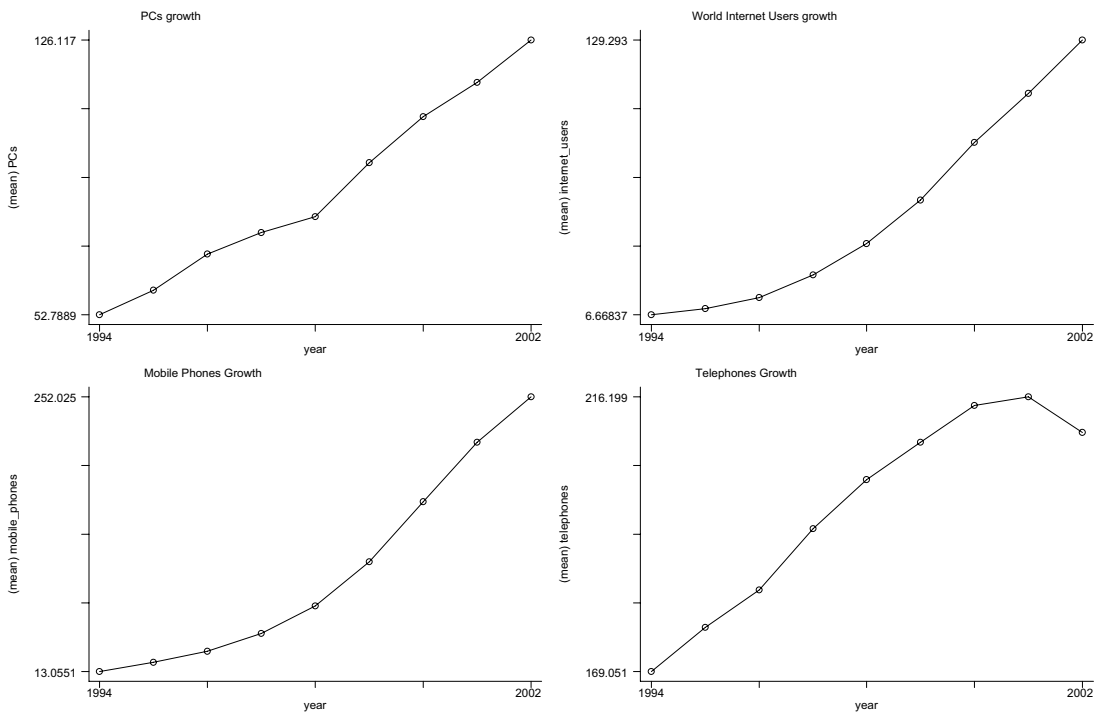 PCs growth
126.117
(mean) PCs
52.7889
1994
2002
year
World Internet Users growth
129.293
(mean) internet_users
6.66837
1994
2002
year
Mobile Phones Growth
252.025
(mean) mobile_phones
13.0551
1994
2002
year
Telephones Growth
216.199
(mean) telephones
169.051
1994
2002
year